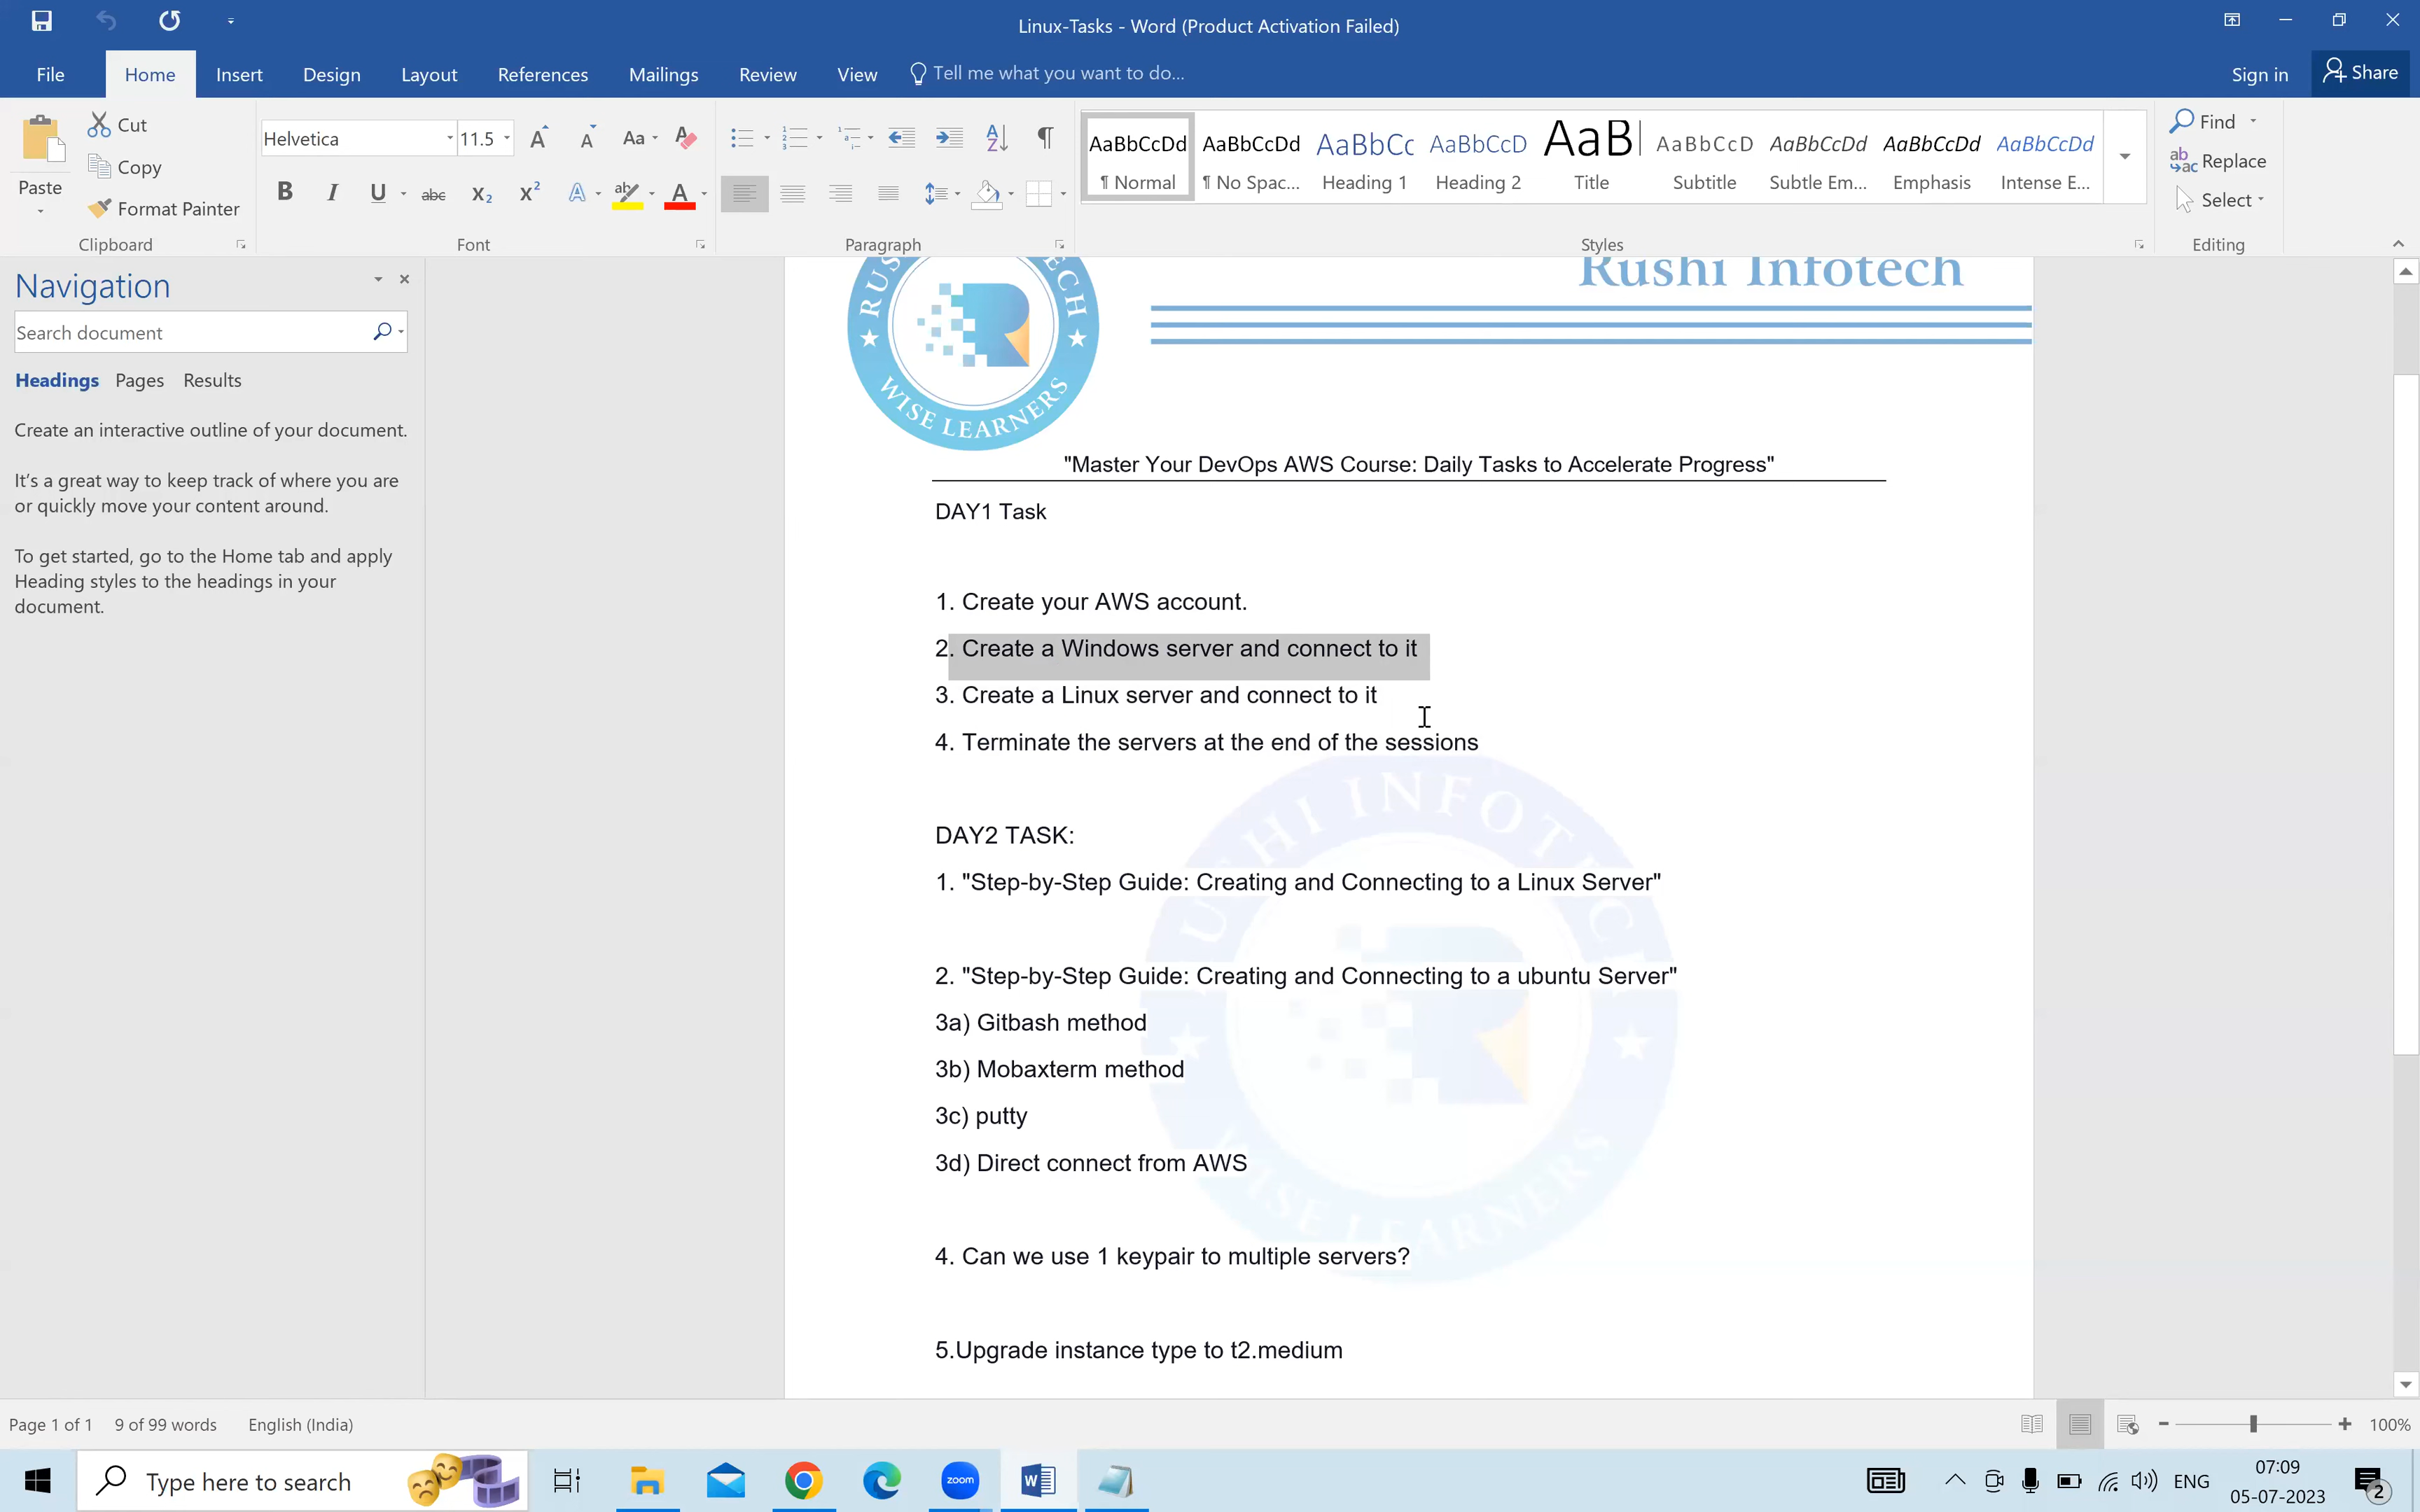 Linux-Tasks - Word (Product Activation Failed)
File Home Insert Design Layout References Mailings Review View Tell me what you want to do... Sign in Share
Paste
Cut
Copy
Format Painter
Clipboard
Helvetica 11.5
Font
Paragraph
AaBbCcDd AaBbCcDd AaBbCc AaBbCcD AaB AaBbCcD AaBbCcDd AaBbCcDd AaBbCcDd
¶ Normal ¶ No Spac... Heading 1 Heading 2 Title Subtitle Subtle Em... Emphasis Intense E...
Styles
Find
Replace
Select
Editing
Navigation
Search document
Headings Pages Results
Create an interactive outline of your document.
It's a great way to keep track of where you are
or quickly move your content around.
To get started, go to the Home tab and apply
Heading styles to the headings in your
document.
Rushi Infotech
WISE LEARNERS
"Master Your DevOps AWS Course: Daily Tasks to Accelerate Progress"
DAY1 Task
1. Create your AWS account.
2. Create a Windows server and connect to it
3. Create a Linux server and connect to it
4. Terminate the servers at the end of the sessions
DAY2 TASK:
1. "Step-by-Step Guide: Creating and Connecting to a Linux Server"
2. "Step-by-Step Guide: Creating and Connecting to a ubuntu Server"
3a) Gitbash method
3b) Mobaxterm method
3c) putty
3d) Direct connect from AWS
4. Can we use 1 keypair to multiple servers?
5.Upgrade instance type to t2.medium
RUSHI INFOTECH
WISE LEARNERS
Page 1 of 1 9 of 99 words English (India) 100%
Type here to search
zoom
ENG
07:09
05-07-2023
2